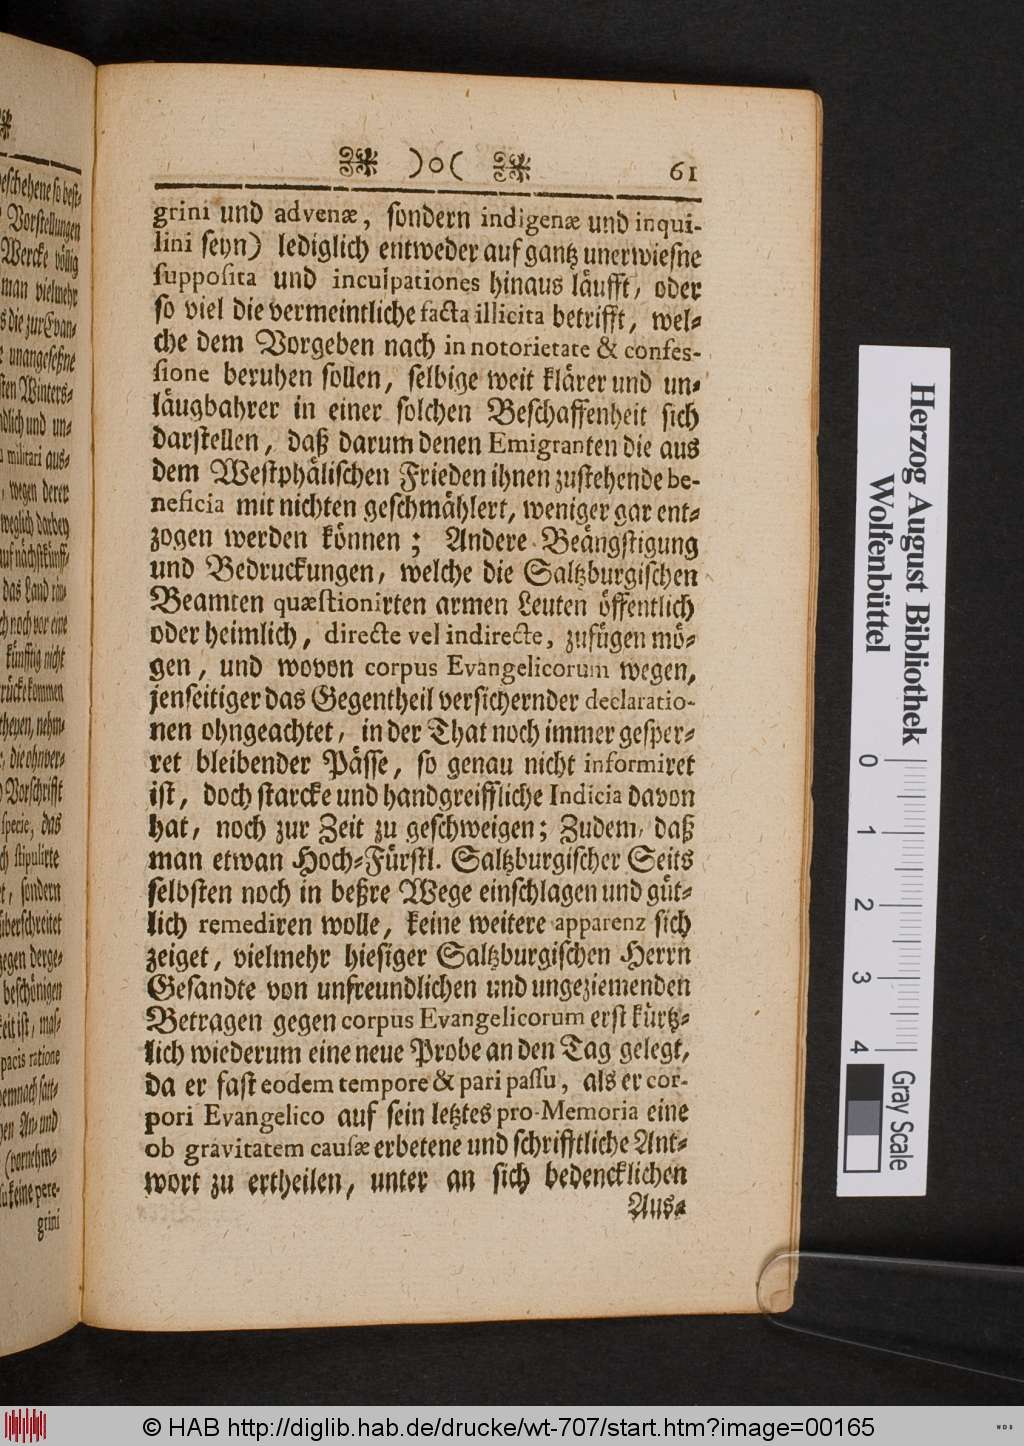 )o( 61
grini und advenæ, sondern indigenæ und inqui-
lini seyn) lediglich entweder auf gantz unerwiesne
supposita und inculpationes hinaus läufft, oder
so viel die vermeintliche facta illicita betrifft, wel-
che dem Vorgeben nach in notorietate & confes-
sione beruhen sollen, selbige weit klärer und un-
läugbahrer in einer solchen Beschaffenheit sich
darstellen, daß darum denen Emigranten die aus
dem Westphälischen Frieden ihnen zustehende be-
neficia mit nichten geschmählert, weniger gar ent-
zogen werden können; Andere Beängstigung
und Bedruckungen, welche die Saltzburgischen
Beamten quæstionirten armen Leuten öffentlich
oder heimlich, directe vel indirecte, zufügen mö-
gen, und wovon corpus Evangelicorum wegen,
jenseitiger das Gegentheil versichernder declaratio-
nen ohngeachtet, in der That noch immer gesper-
ret bleibender Pässe, so genau nicht informiret
ist, doch starcke und handgreiffliche Indicia davon
hat, noch zur Zeit zu geschweigen; Zudem, daß
man etwan Hoch-Fürstl. Saltzburgischer Seits
selbsten noch in beßre Wege einschlagen und güt-
lich remediren wolle, keine weitere apparenz sich
zeiget, vielmehr hiesiger Saltzburgischen Herrn
Gesandte von unfreundlichen und ungeziemenden
Betragen gegen corpus Evangelicorum erst kürtz-
lich wiederum eine neue Probe an den Tag gelegt,
da er fast eodem tempore & pari passu, als er cor-
pori Evangelico auf sein letztes pro-Memoria eine
ob gravitatem causæ erbetene und schrifftliche Ant-
wort zu ertheilen, unter an sich bedencklichen
Aus-
Herzog August Bibliothek
Wolfenbüttel
0 1 2 3 4
Gray Scale
© HAB http://diglib.hab.de/drucke/wt-707/start.htm?image=00165